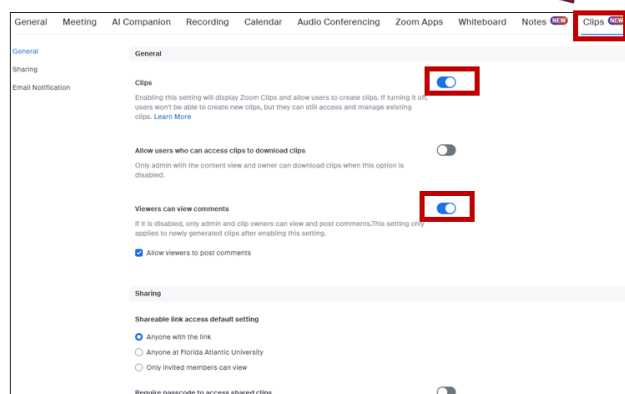 General Meeting AI Companion Recording Calendar Audio Conferencing Zoom Apps Whiteboard Notes NEW Clips NEW
General
Sharing
Email Notification
General
Clips
Enabling this setting will display Zoom Clips and allow users to create clips. If turning it off,
users won't be able to create new clips, but they can still access and manage existing
clips. Learn More
Allow users who can access clips to download clips
Only admin with the content view and owner can download clips when this option is
disabled.
Viewers can view comments
If it is disabled, only admin and clip owners can view and post comments.This setting only
applies to newly generated clips after enabling this setting.
Allow viewers to post comments
Sharing
Shareable link access default setting
Anyone with the link
Anyone at Florida Atlantic University
Only invited members can view
Require passcode to access shared clips